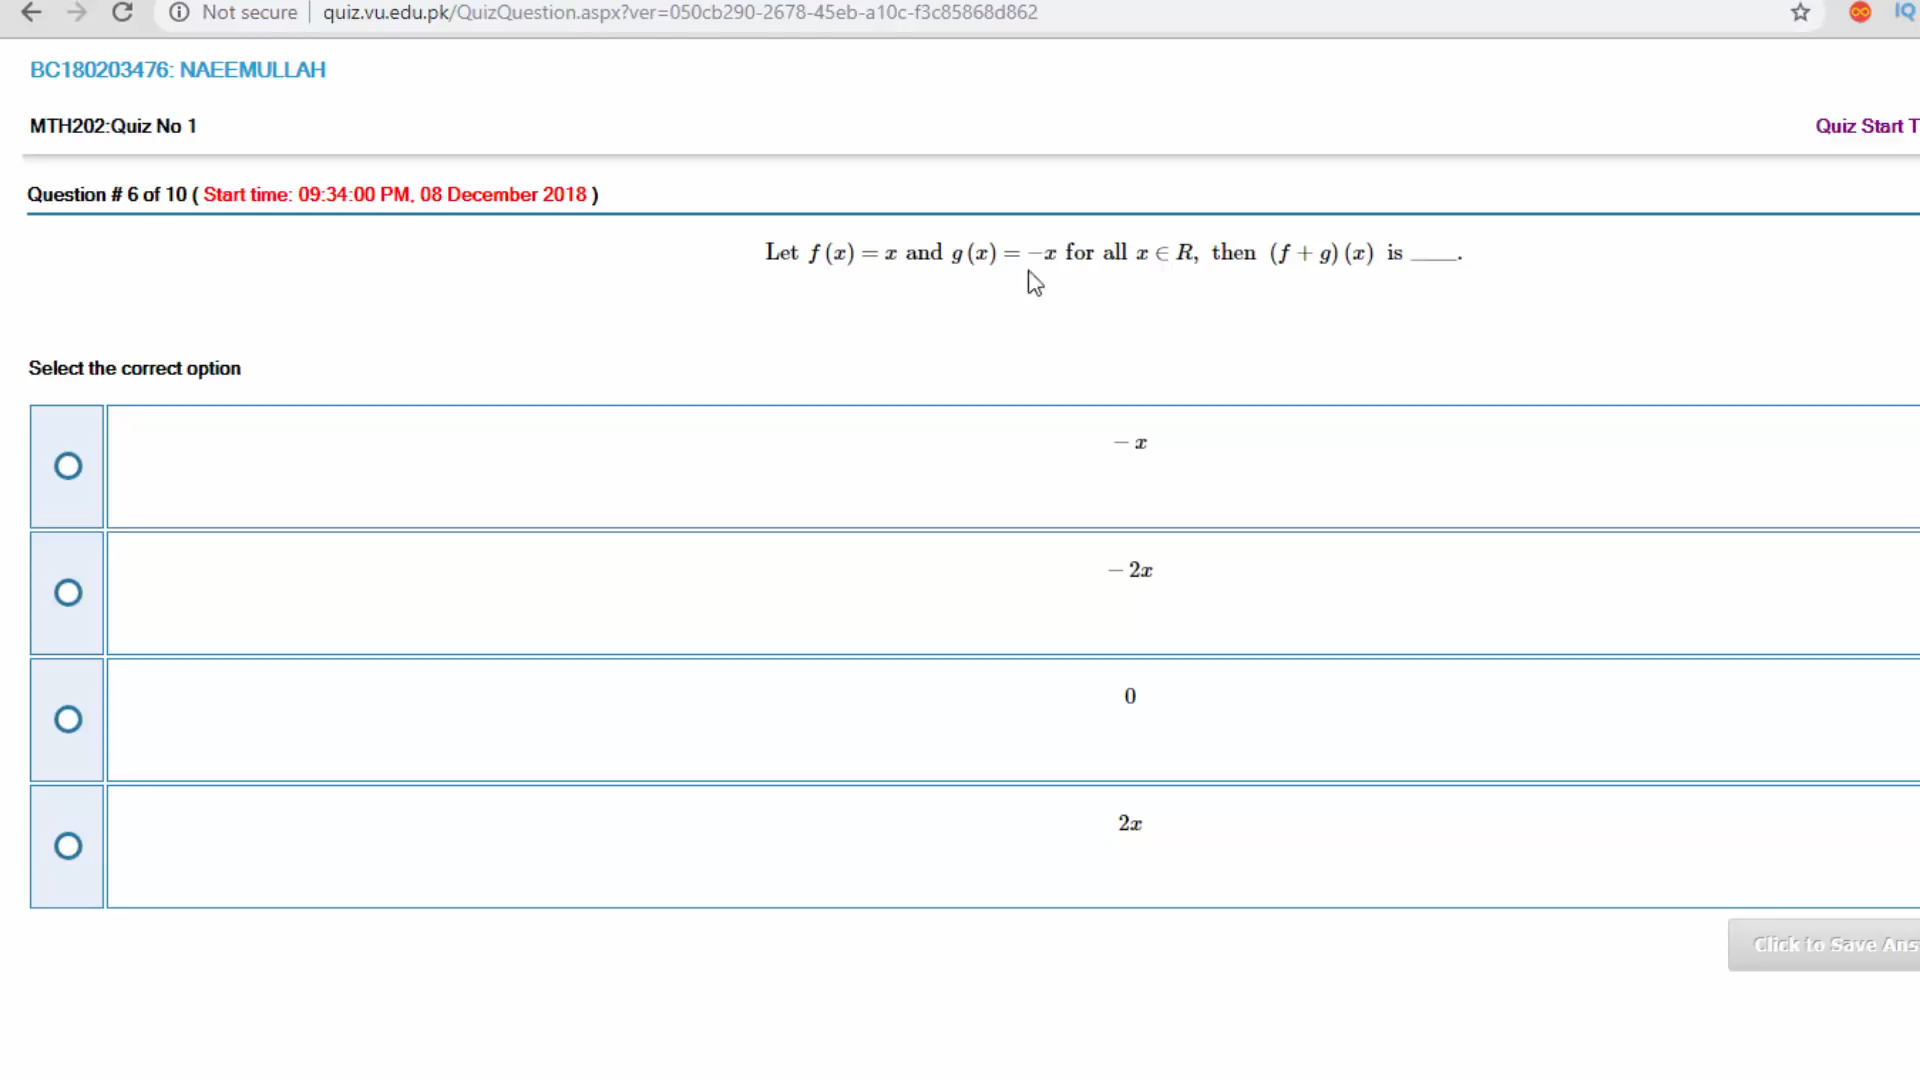 Not secure | quiz.vu.edu.pk/QuizQuestion.aspx?ver=050cb290-2678-45eb-a10c-f3c85868d862
IQ
BC180203476: NAEEMULLAH
MTH202:Quiz No 1
Quiz Start T
Question # 6 of 10 ( Start time: 09:34:00 PM, 08 December 2018 )
Let f (x) = x and g (x) = −x for all x ∈ R, then (f + g) (x) is ____.
Select the correct option
− x
− 2x
0
2x
Click to Save Ans